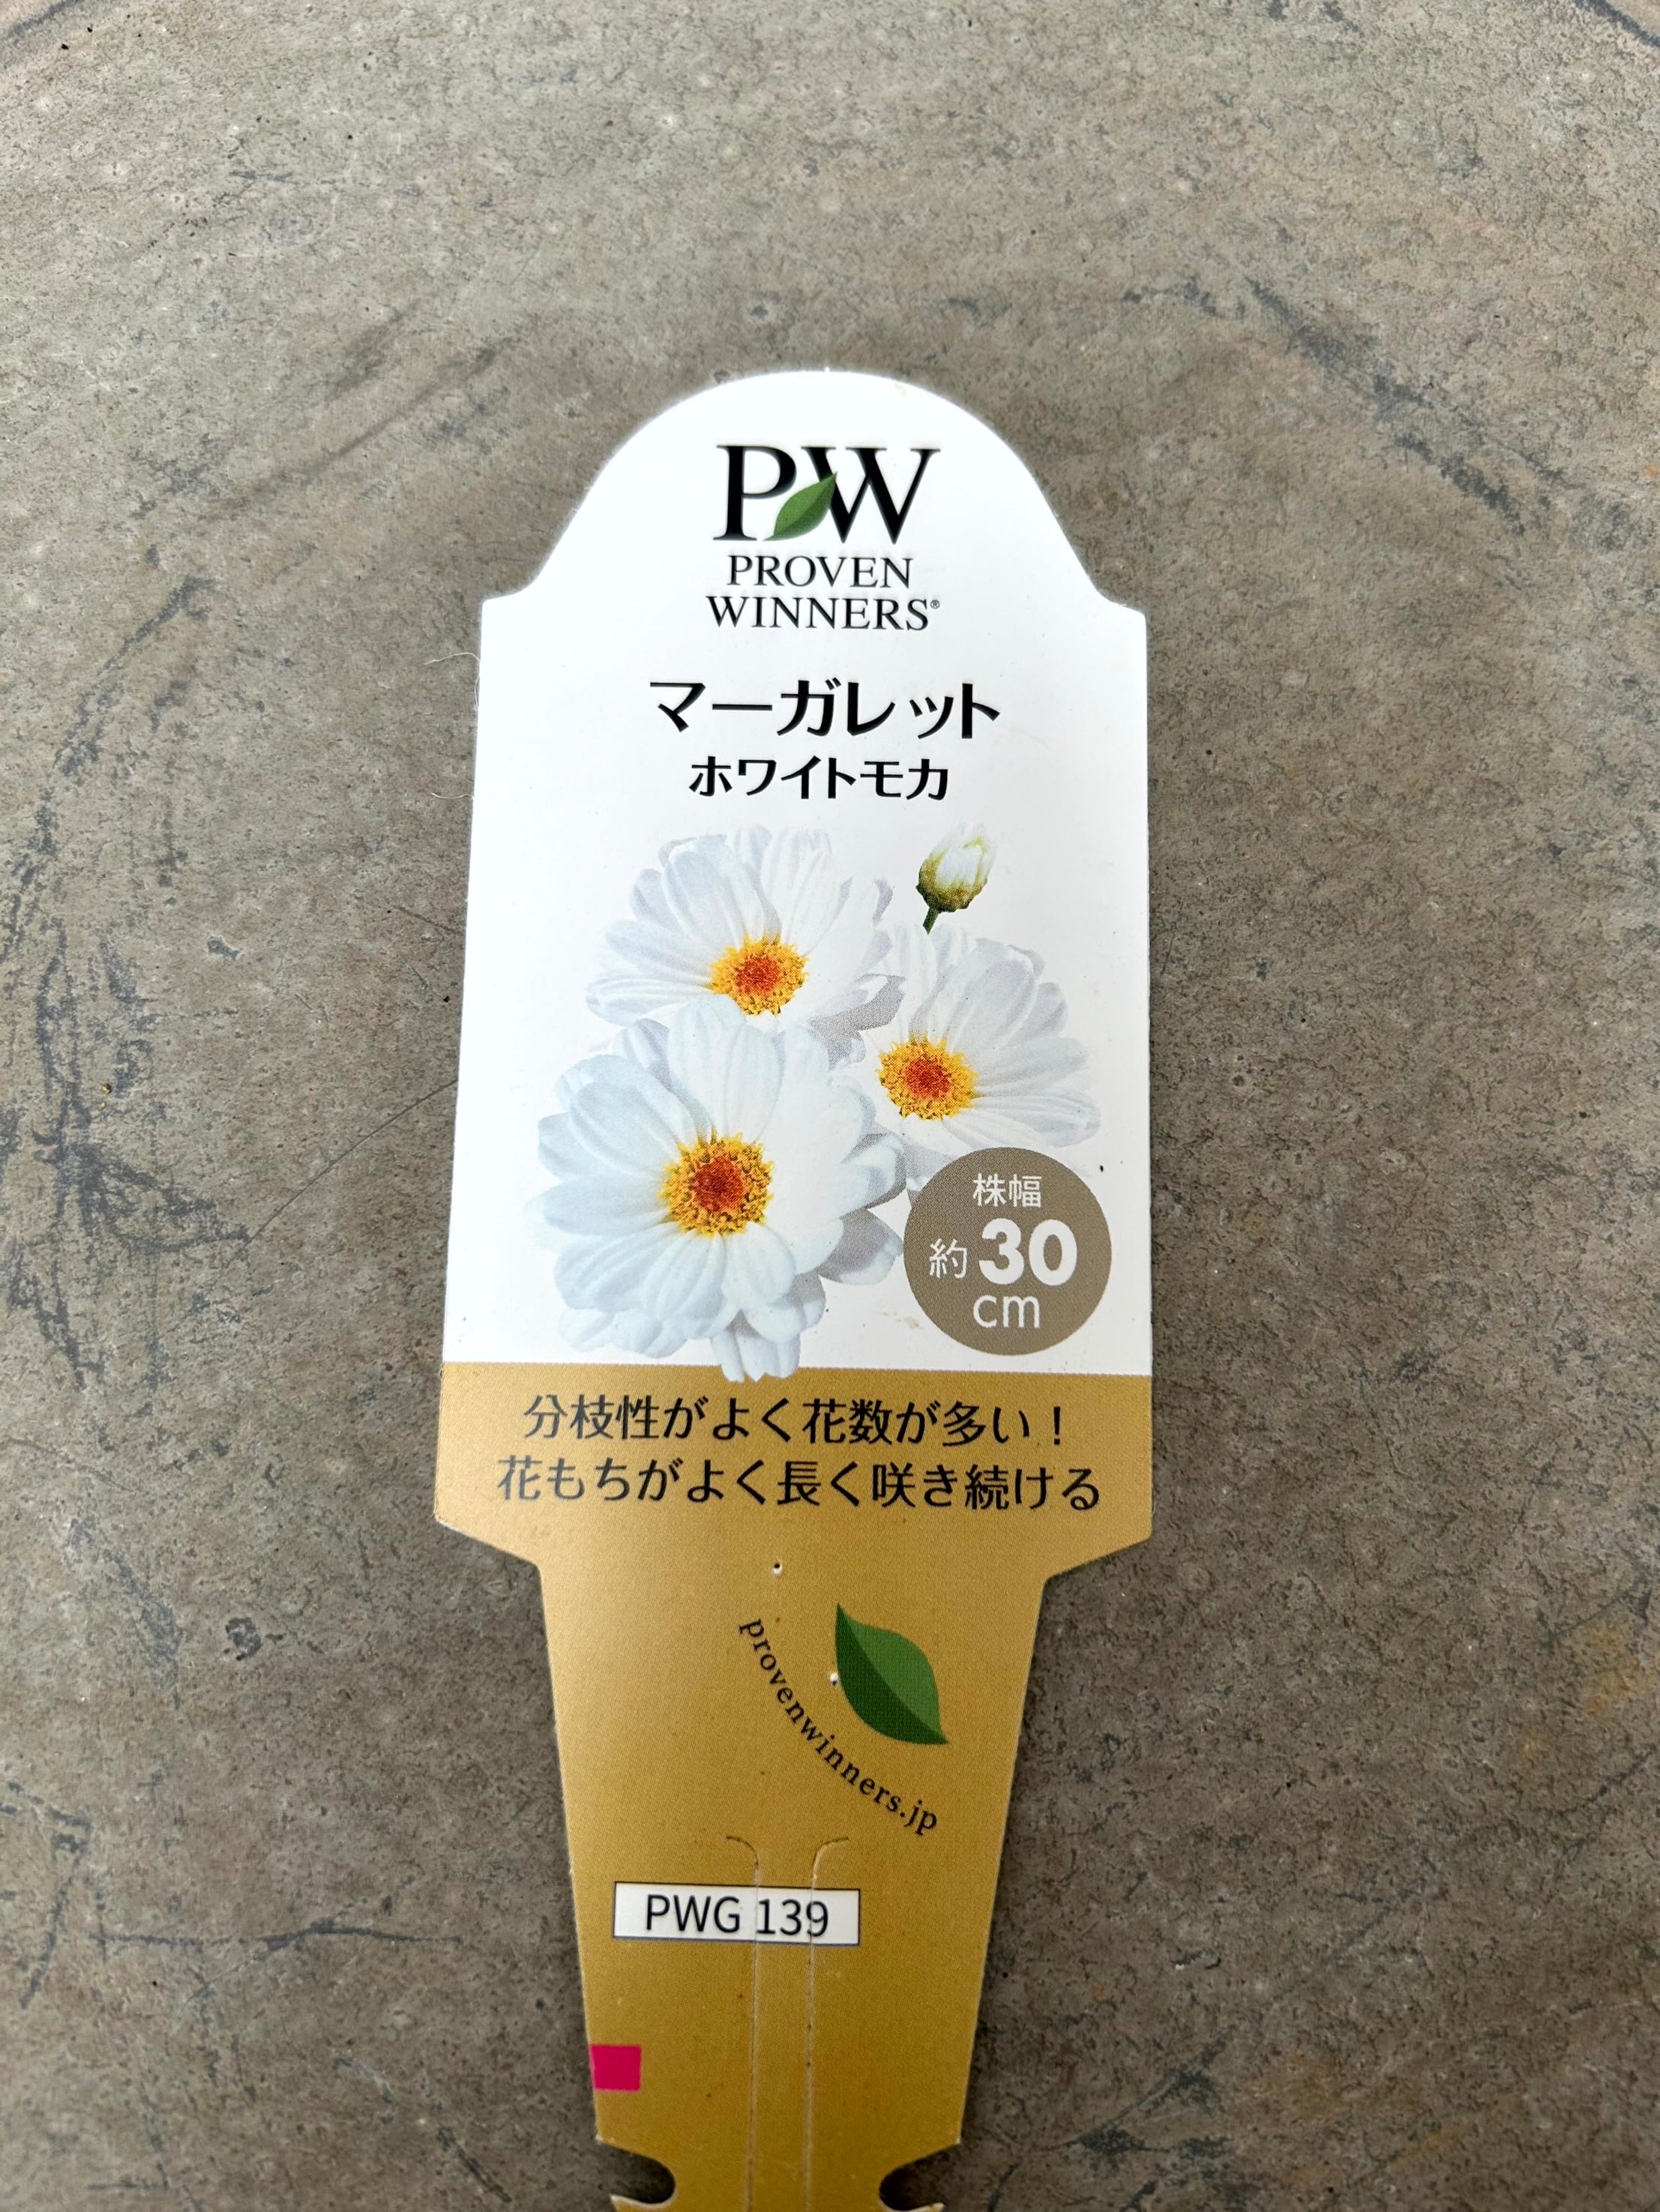 PW
PROVEN
WINNERS®
マーガレット
ホワイトモカ
株幅
約30
cm
分枝性がよく花数が多い！
花もちがよく長く咲き続ける
provenwinners.jp
PWG 139